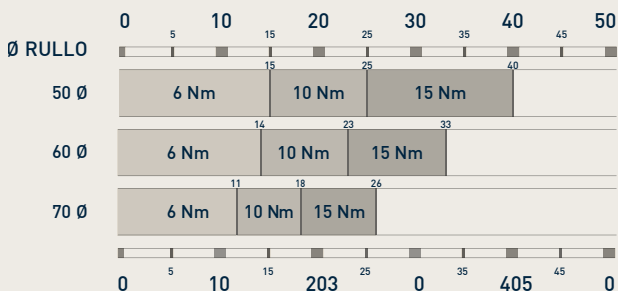 0 10 20 30 40 50
5 15 25 35 45
Ø RULLO
15 25 40
50 Ø 6 Nm 10 Nm 15 Nm
14 23 33
60 Ø 6 Nm 10 Nm 15 Nm
11 18 26
70 Ø 6 Nm 10 Nm 15 Nm
5 15 25 35 45
0 10 203 0 405 0